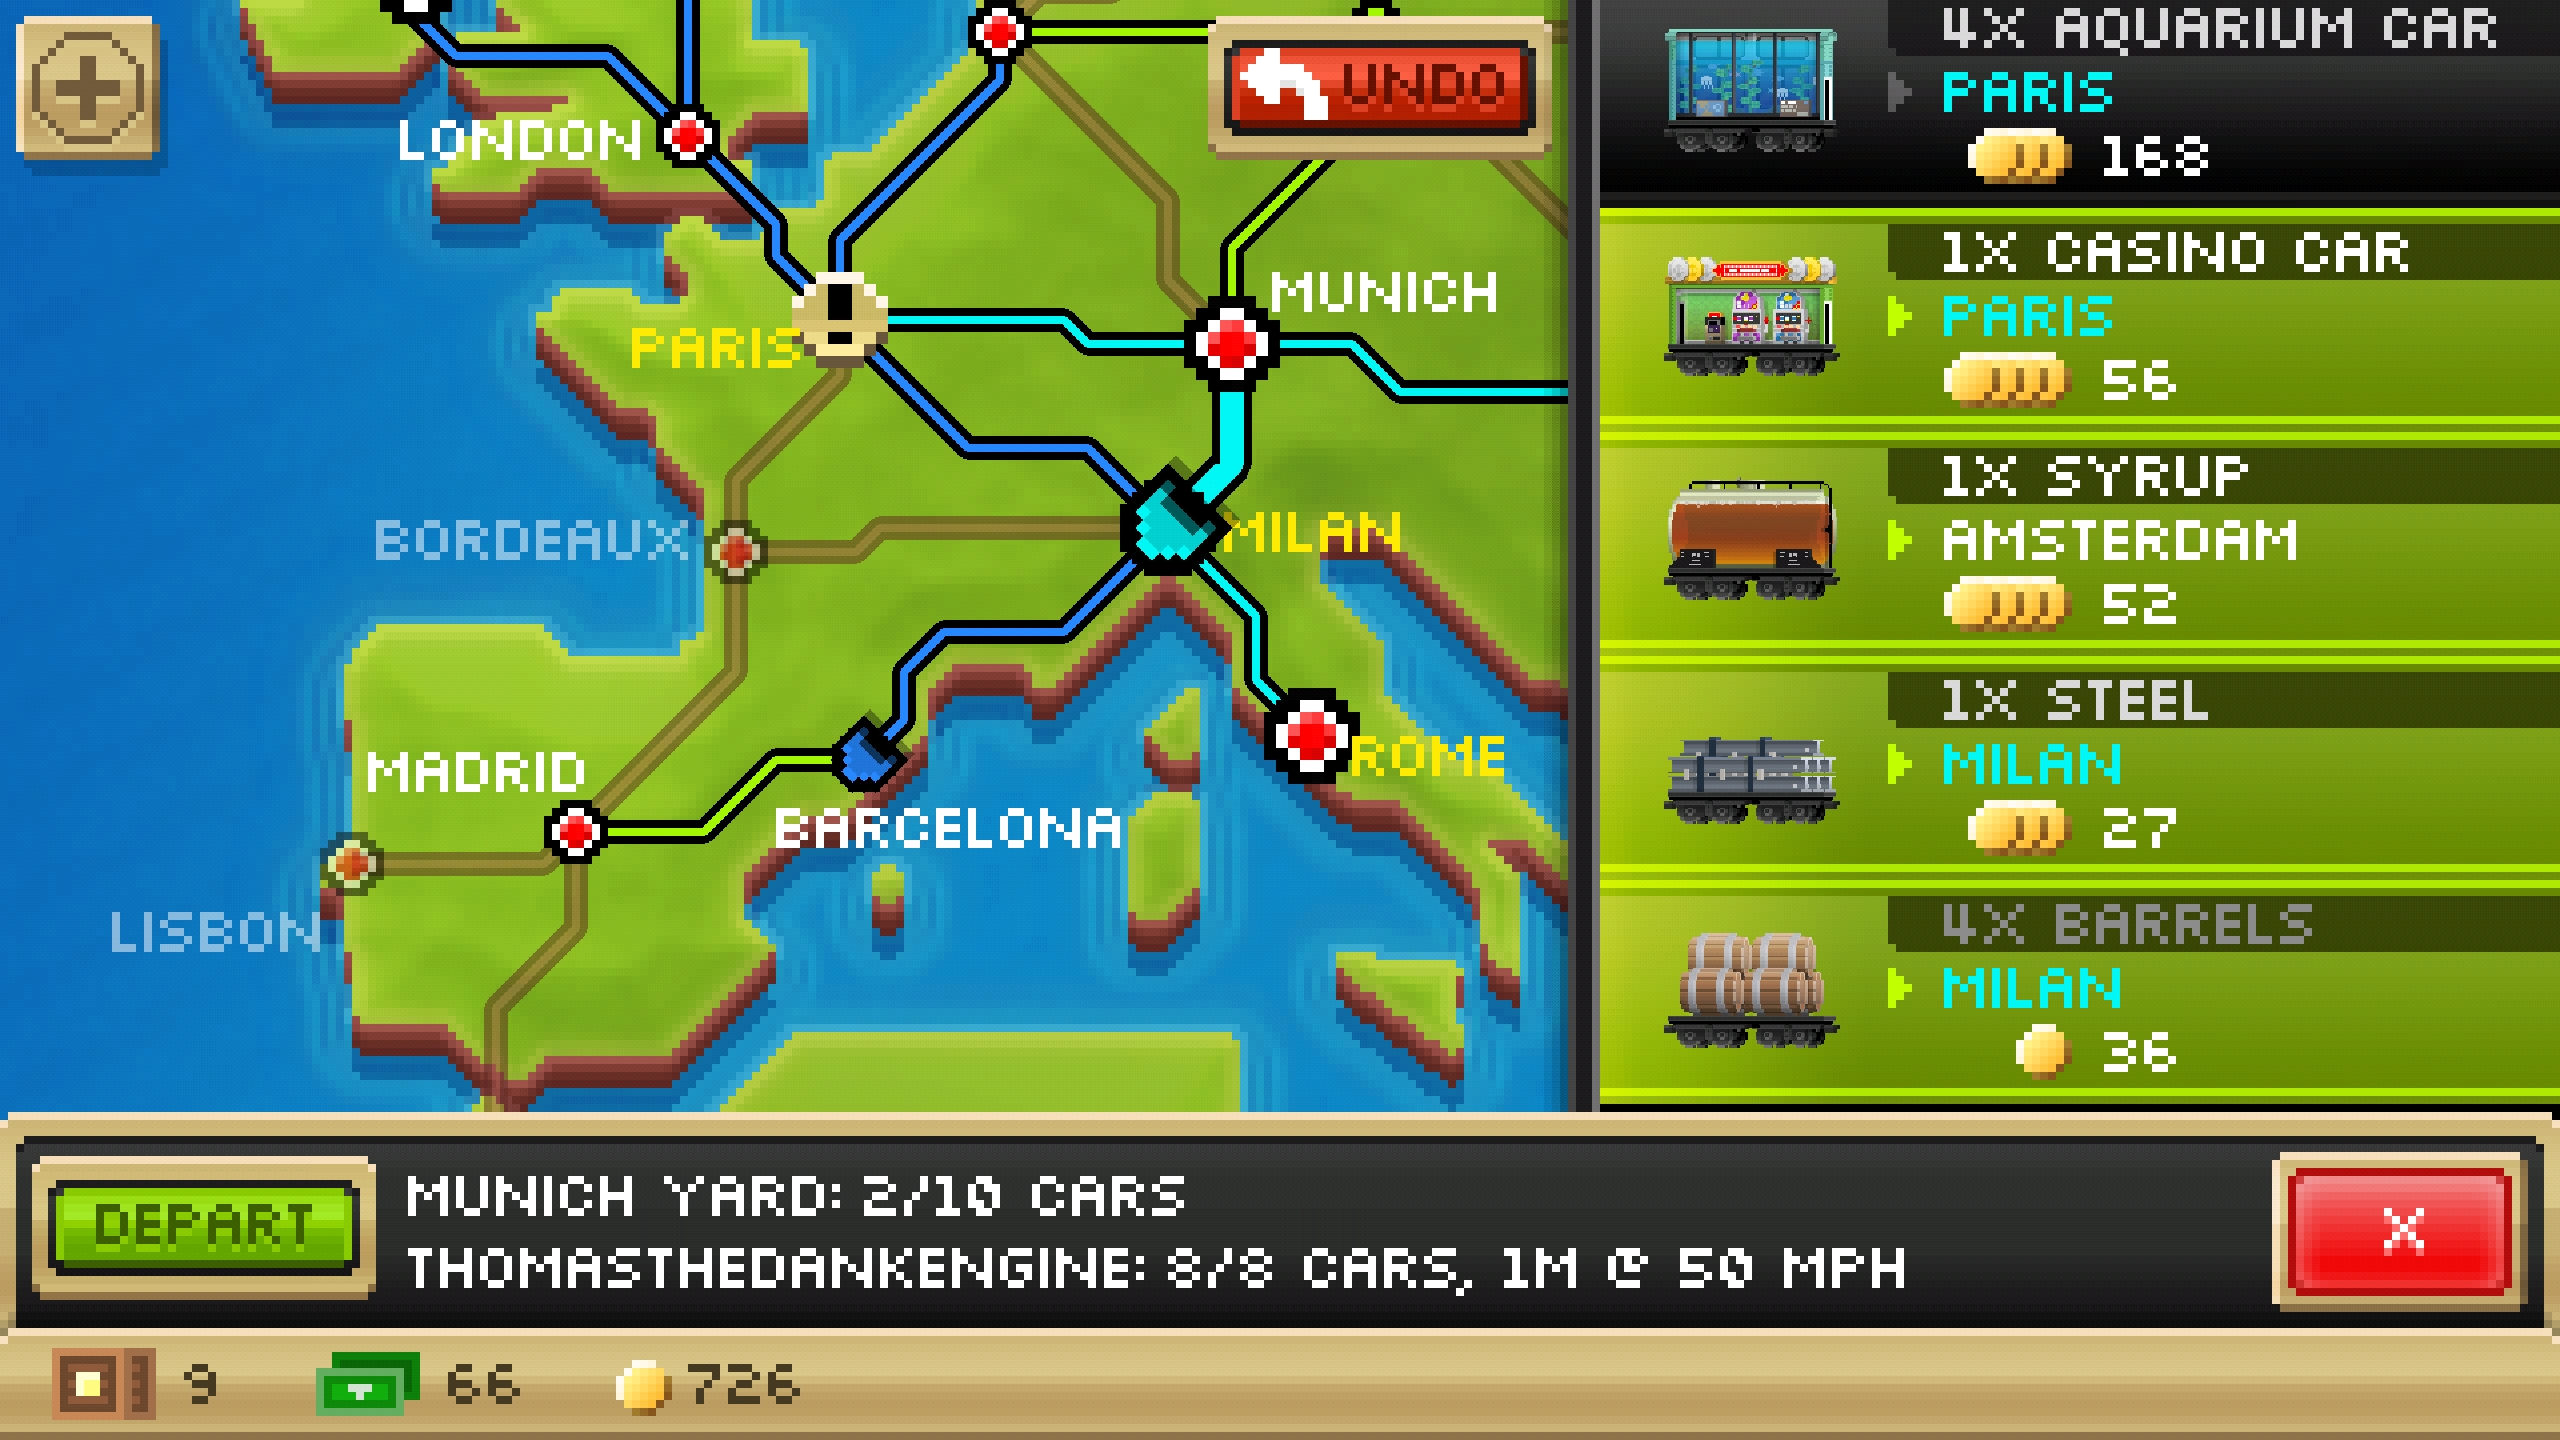 UNDO
LONDON
MUNICH
PARIS
BORDEAUX
MILAN
MADRID
ROME
BARCELONA
LISBON
4X AQUARIUM CAR
PARIS
168
1X CASINO CAR
PARIS
56
1X SYRUP
AMSTERDAM
52
1X STEEL
MILAN
27
4X BARRELS
MILAN
36
DEPART
MUNICH YARD: 2/10 CARS
THOMASTHEDANKENGINE: 8/8 CARS, 1M @ 50 MPH
X
9
66
726